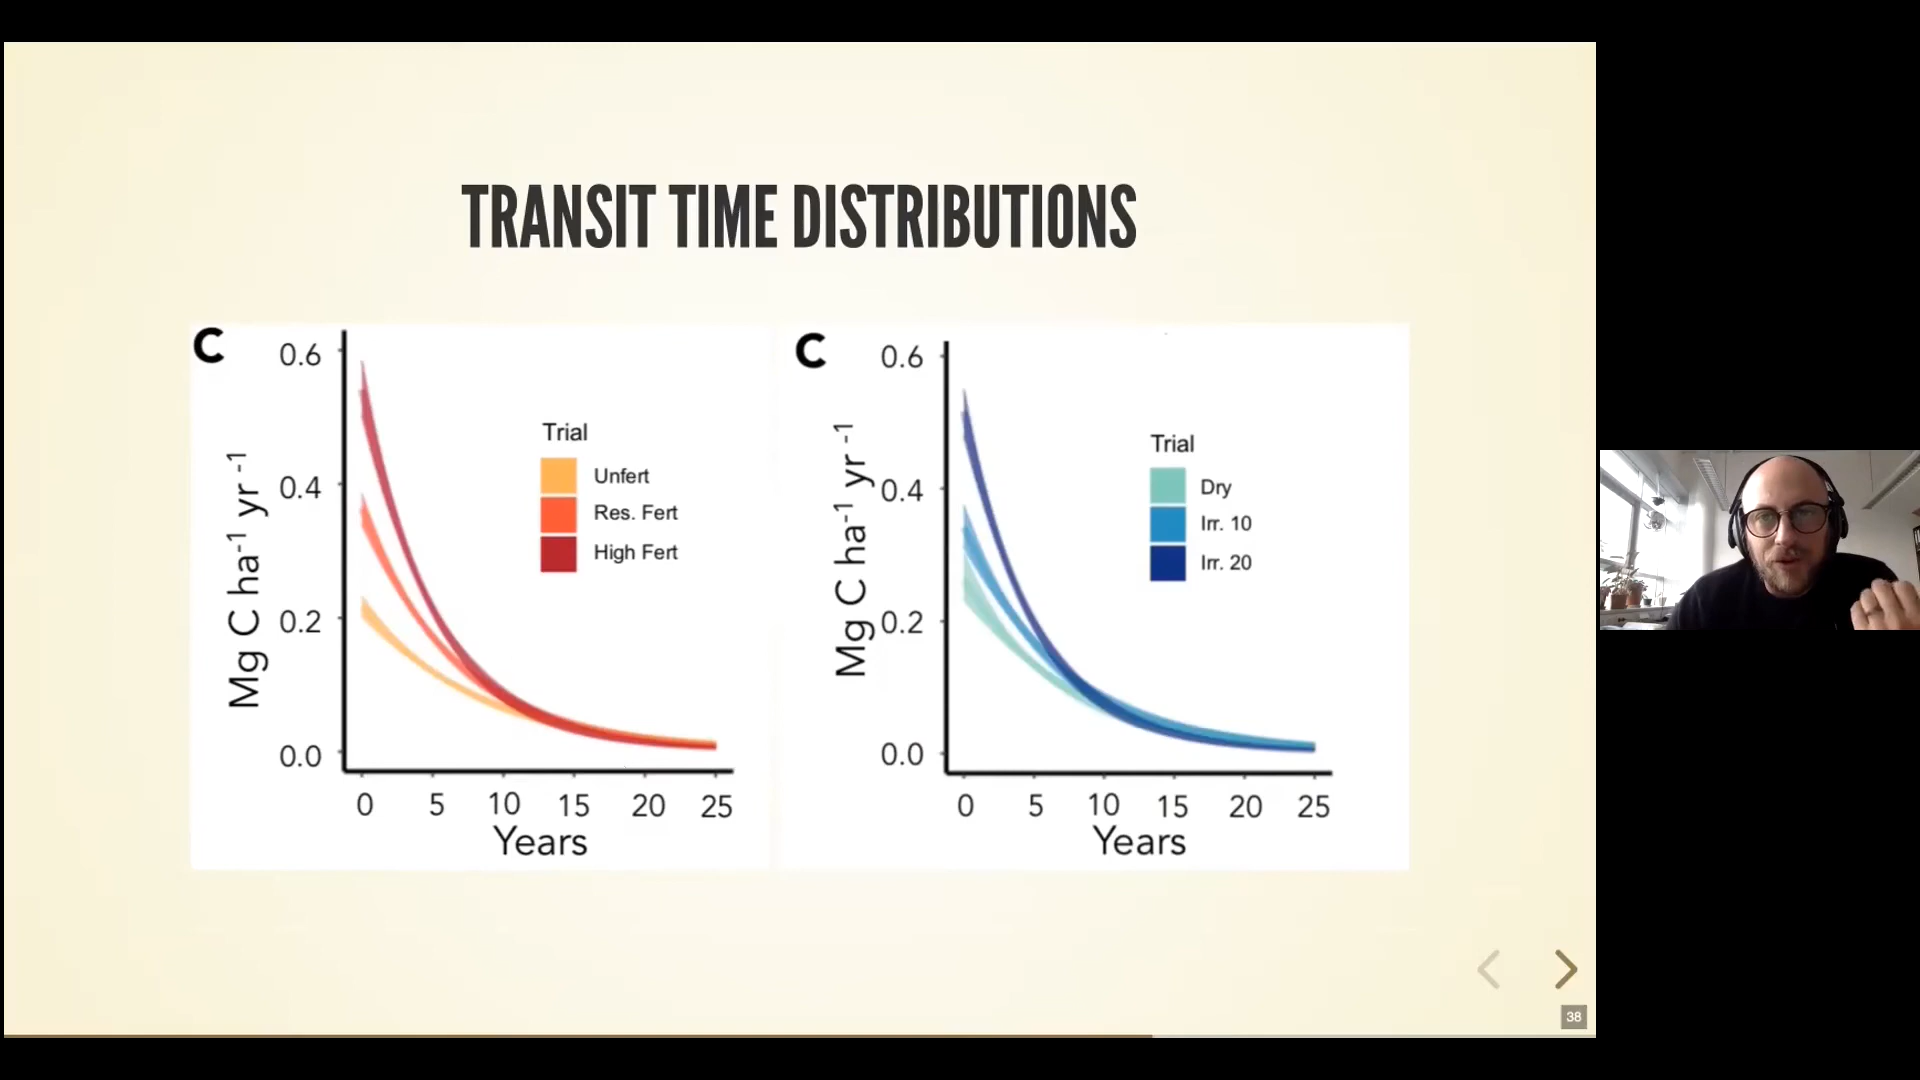 TRANSIT TIME DISTRIBUTIONS
C
0.6
0.4
0.2
0.0
Mg C ha⁻¹ yr⁻¹
Trial
Unfert
Res. Fert
High Fert
0 5 10 15 20 25
Years
C
0.6
0.4
0.2
0.0
Mg C ha⁻¹ yr⁻¹
Trial
Dry
Irr. 10
Irr. 20
0 5 10 15 20 25
Years
38